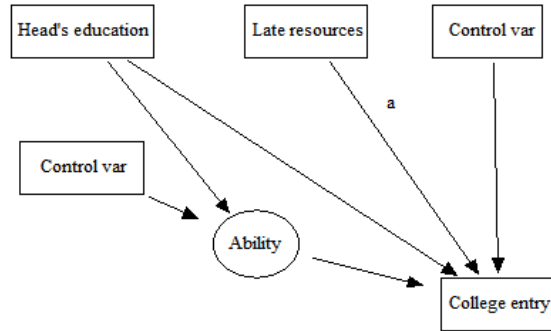 Head's education
Late resources
Control var
a
Control var
Ability
College entry